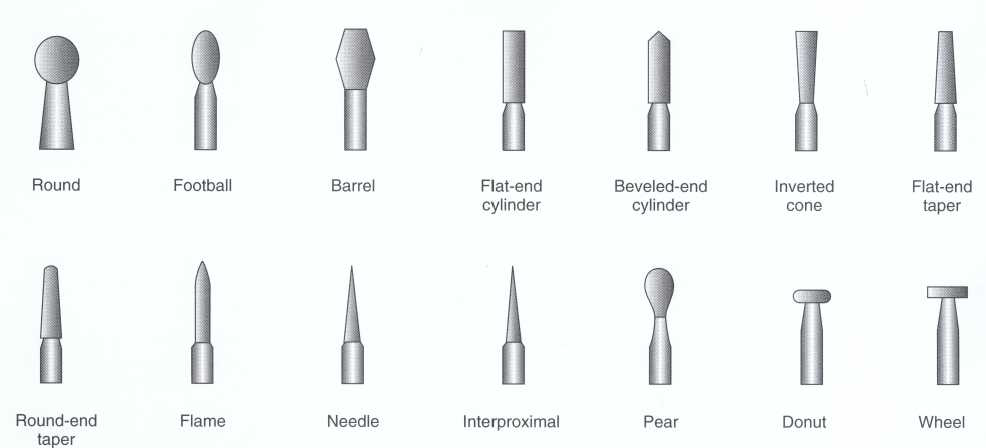 Round
Football
Barrel
Flat-end
cylinder
Beveled-end
cylinder
Inverted
cone
Flat-end
taper
Round-end
taper
Flame
Needle
Interproximal
Pear
Donut
Wheel